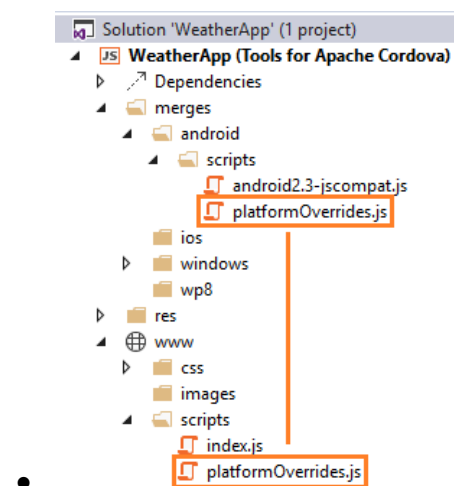 Solution 'WeatherApp' (1 project)
JS WeatherApp (Tools for Apache Cordova)
Dependencies
merges
android
scripts
android2.3-jscompat.js
platformOverrides.js
ios
windows
wp8
res
www
css
images
scripts
index.js
platformOverrides.js